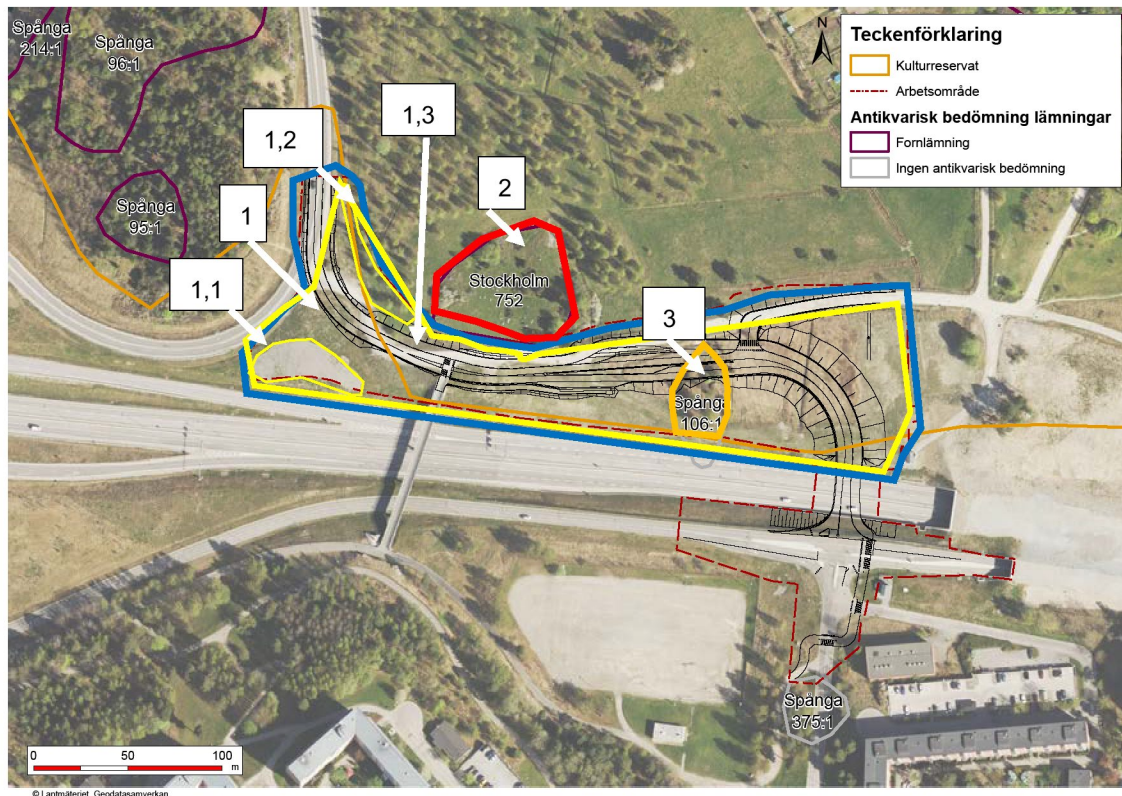 Spånga
214:1
Spånga
96:1
N
Teckenförklaring
Kulturreservat
Arbetsområde
Antikvarisk bedömning lämningar
Fornlämning
Ingen antikvarisk bedömning
1,2
1,3
2
Spånga
95:1
1
1,1
Stockholm
752
3
Spånga
106:1
Spånga
375:1
0 50 100
m
© Lantmäteriet, Geodatasamverkan